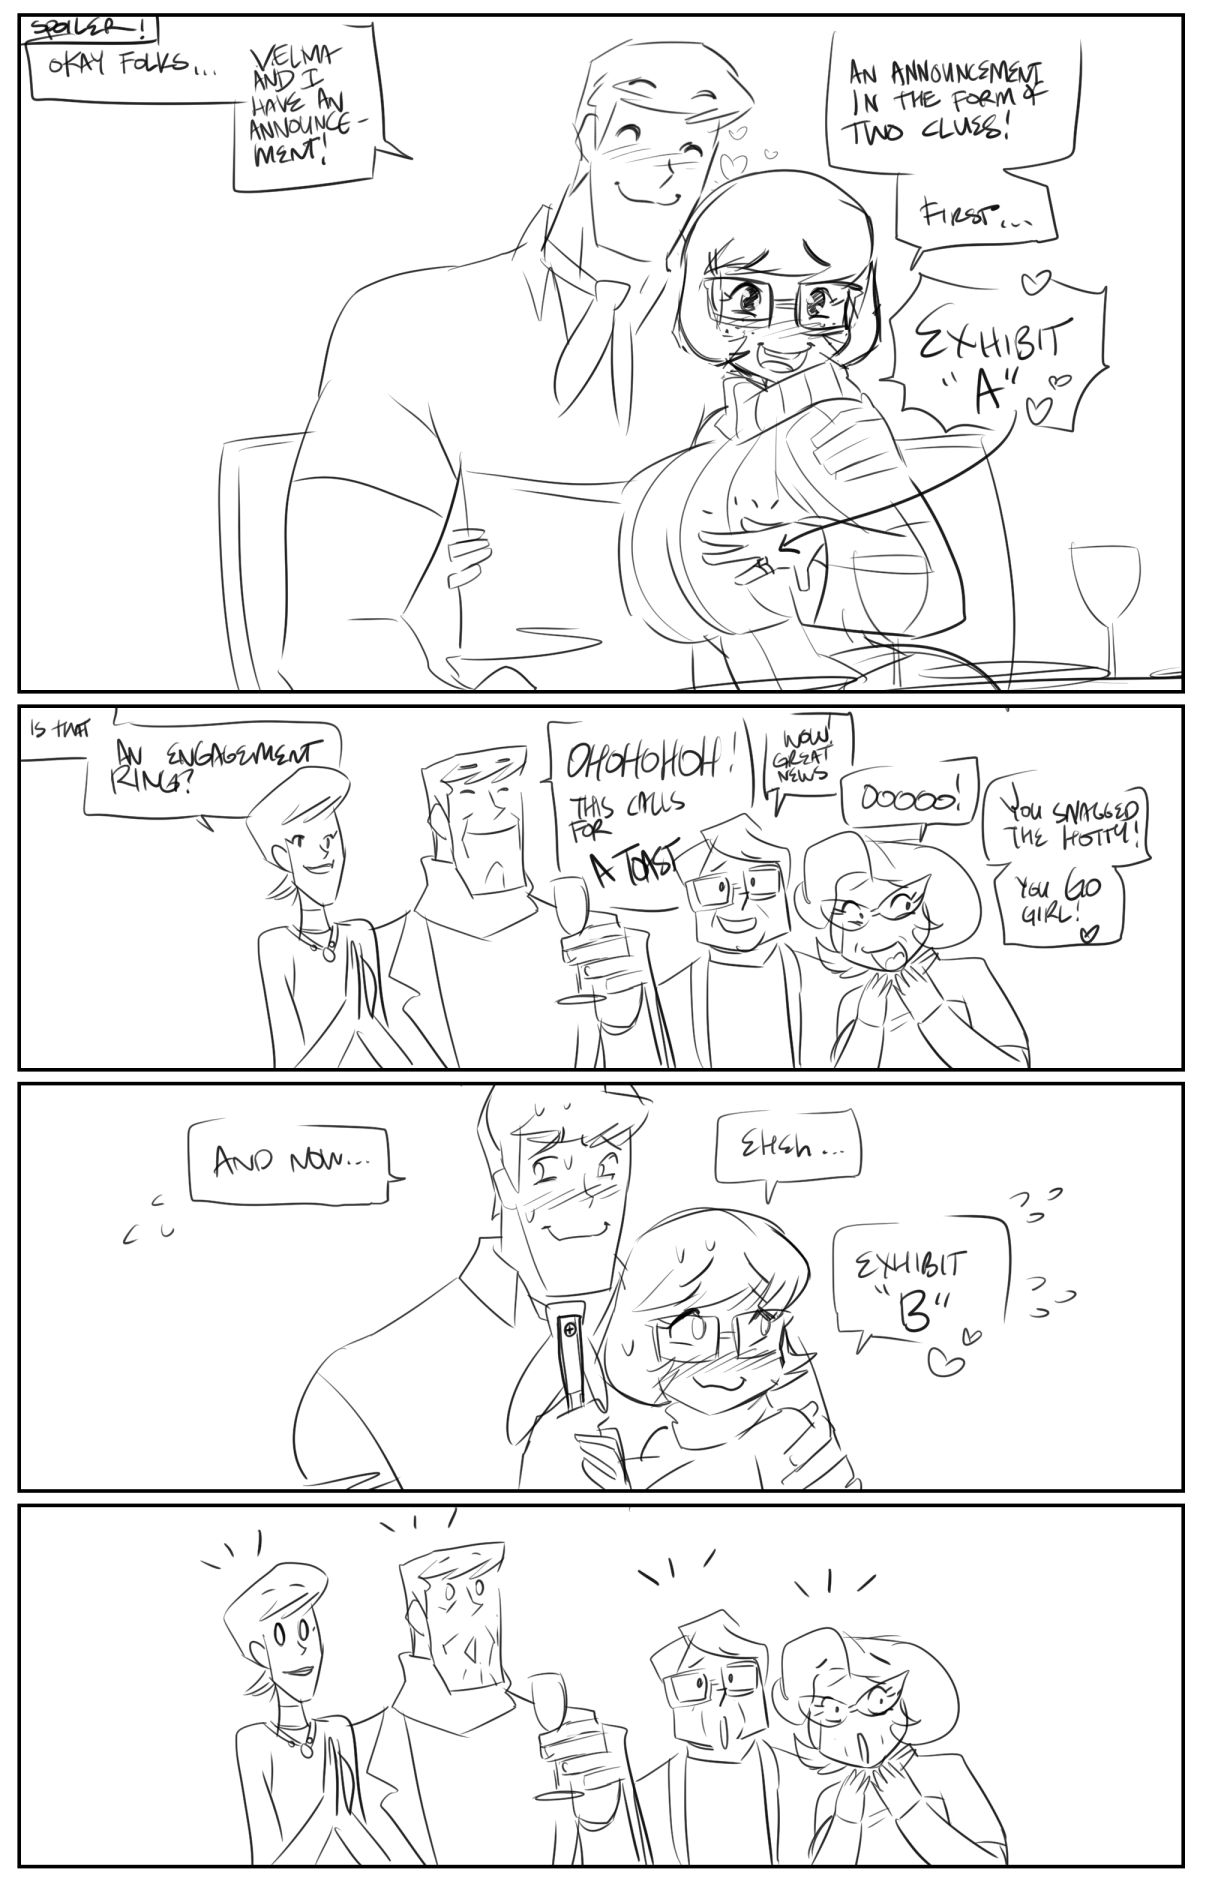 SPOILER!
OKAY FOLKS...
VELMA
AND I
HAVE AN
ANNOUNCE-
MENT!
AN ANNOUNCEMENT
IN THE FORM OF
TWO CLUES!
FIRST...
EXHIBIT
"A"
IS THAT
AN ENGAGEMENT
RING?
OHOHOHOH!
THIS CALLS
FOR
A TOAST
WOW!
GREAT
NEWS
OOOOO!
YOU SNAGGED
THE HOTTY!
YOU GO
GIRL!
AND NOW...
EHEH...
EXHIBIT
"B"